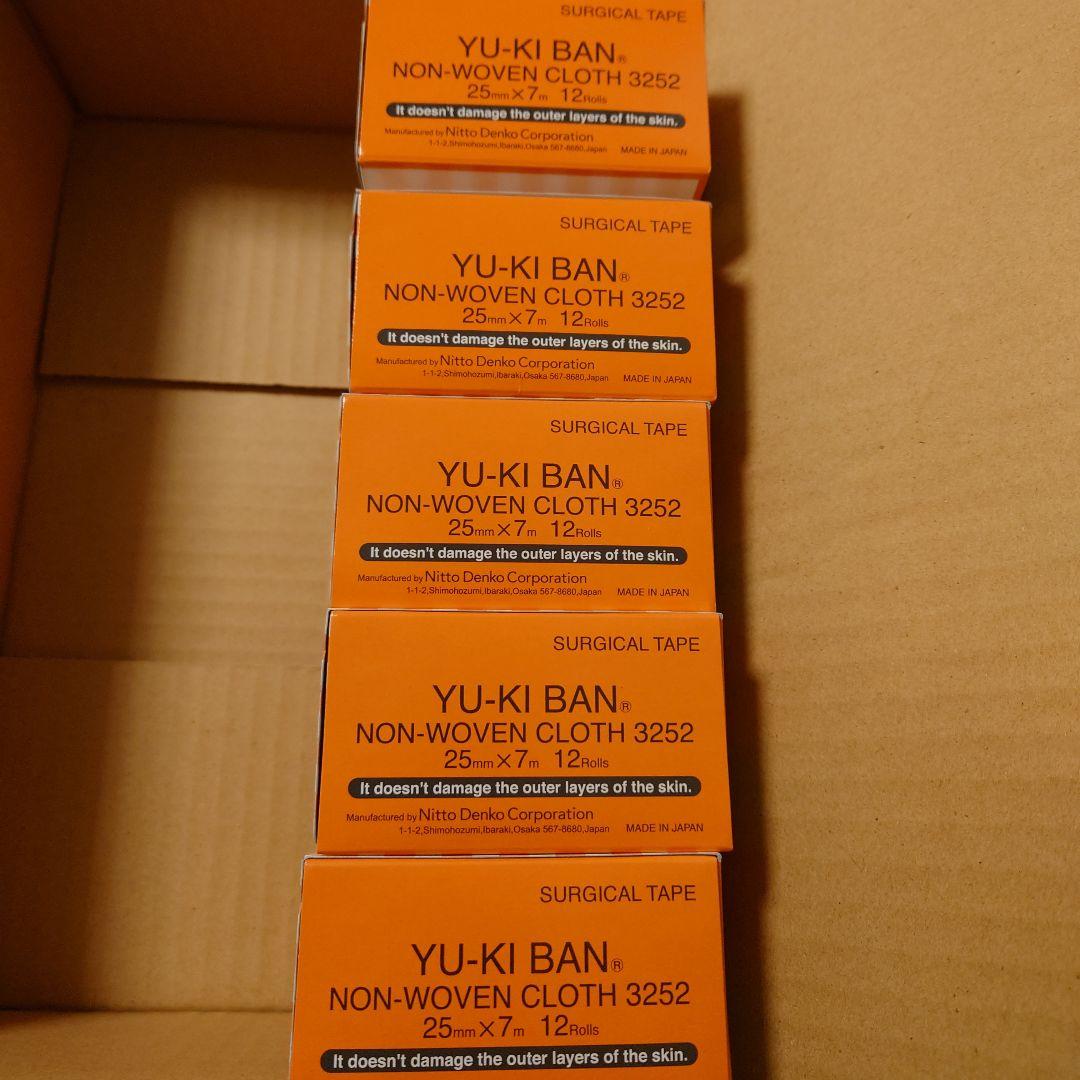 SURGICAL TAPE
YU-KI BAN®
NON-WOVEN CLOTH 3252
25mm×7m 12Rolls
It doesn't damage the outer layers of the skin.
Manufactured by Nitto Denko Corporation
1-1-2,Shimohozumi,Ibaraki,Osaka 567-8680,Japan MADE IN JAPAN
SURGICAL TAPE
YU-KI BAN®
NON-WOVEN CLOTH 3252
25mm×7m 12Rolls
It doesn't damage the outer layers of the skin.
Manufactured by Nitto Denko Corporation
1-1-2,Shimohozumi,Ibaraki,Osaka 567-8680,Japan MADE IN JAPAN
SURGICAL TAPE
YU-KI BAN®
NON-WOVEN CLOTH 3252
25mm×7m 12Rolls
It doesn't damage the outer layers of the skin.
Manufactured by Nitto Denko Corporation
1-1-2,Shimohozumi,Ibaraki,Osaka 567-8680,Japan MADE IN JAPAN
SURGICAL TAPE
YU-KI BAN®
NON-WOVEN CLOTH 3252
25mm×7m 12Rolls
It doesn't damage the outer layers of the skin.
Manufactured by Nitto Denko Corporation
1-1-2,Shimohozumi,Ibaraki,Osaka 567-8680,Japan MADE IN JAPAN
SURGICAL TAPE
YU-KI BAN®
NON-WOVEN CLOTH 3252
25mm×7m 12Rolls
It doesn't damage the outer layers of the skin.